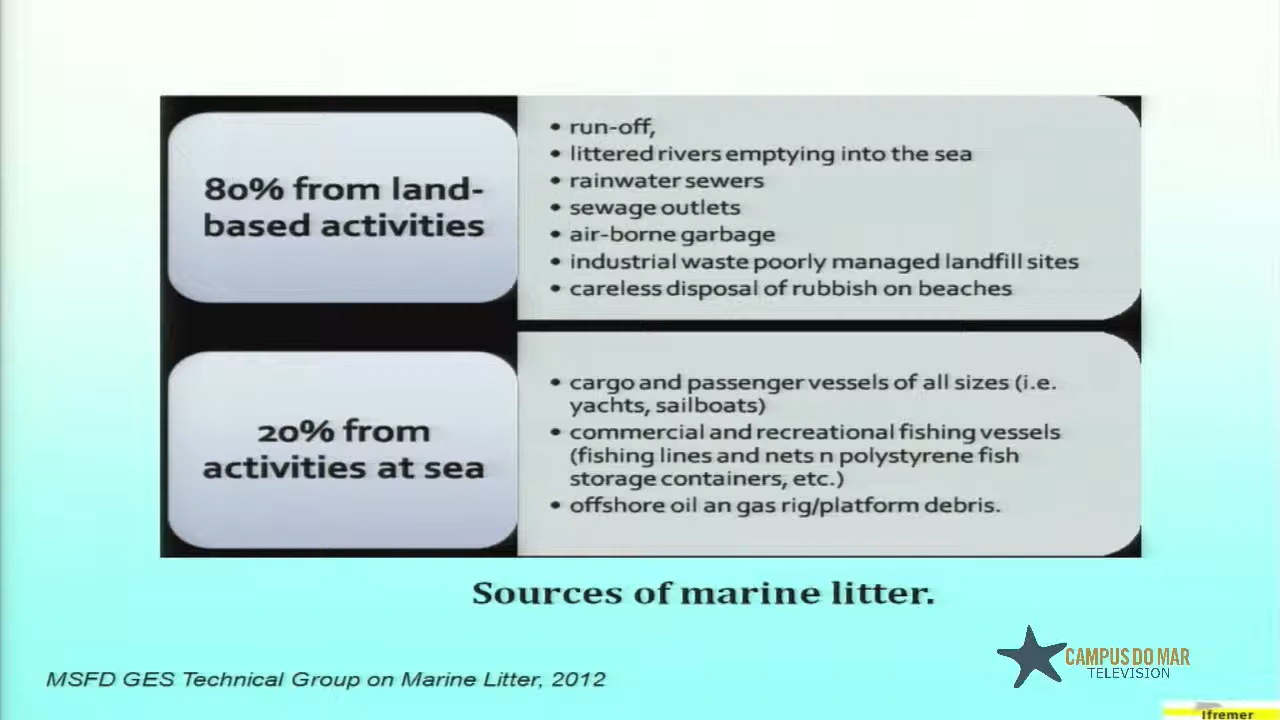 80% from land-
based activities
• run-off,
• littered rivers emptying into the sea
• rainwater sewers
• sewage outlets
• air-borne garbage
• industrial waste poorly managed landfill sites
• careless disposal of rubbish on beaches
20% from
activities at sea
• cargo and passenger vessels of all sizes (i.e.
yachts, sailboats)
• commercial and recreational fishing vessels
(fishing lines and nets n polystyrene fish
storage containers, etc.)
• offshore oil an gas rig/platform debris.
Sources of marine litter.
MSFD GES Technical Group on Marine Litter, 2012
CAMPUS DO MAR
TELEVISION
Ifremer